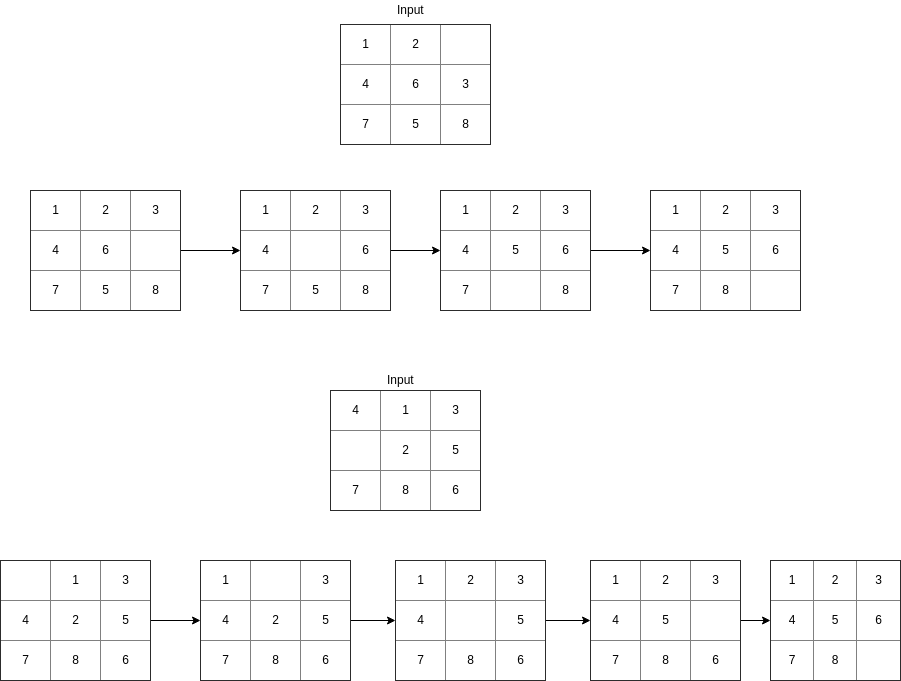 Input
1 2
4 6 3
7 5 8
1 2 3 1 2 3 1 2 3 1 2 3
4 6 4 6 4 5 6 4 5 6
7 5 8 7 5 8 7 8 7 8
Input
4 1 3
2 5
7 8 6
1 3 1 3 1 2 3 1 2 3 1 2 3
4 2 5 4 2 5 4 5 4 5 4 5 6
7 8 6 7 8 6 7 8 6 7 8 6 7 8